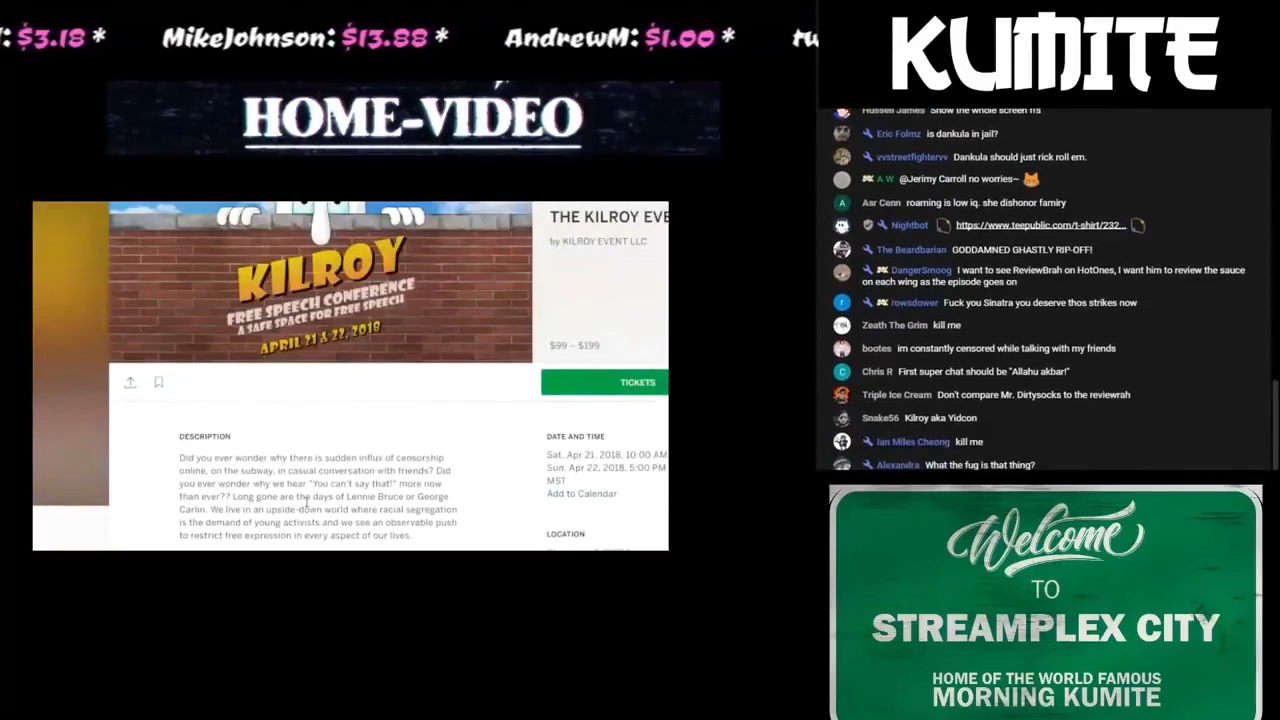 : $3.18 * MikeJohnson: $13.88 * AndrewM: $1.00 * tw
KUMITE
HOME-VIDEO
Russell James Show the whole screen ffs
Eric Folmz is dankula in jail?
vvstreetfightervv Dankula should just rick roll em.
A W @Jerimy Carroll no worries~
A Asr Cenn roaming is low iq. she dishonor famiry
Nightbot https://www.teepublic.com/t-shirt/232...
The Beardbarian GODDAMNED GHASTLY RIP-OFF!
DangerSmoog I want to see ReviewBrah on HotOnes, I want him to review the sauce
on each wing as the episode goes on
r rowsdower Fuck you Sinatra you deserve thos strikes now
Zeath The Grim kill me
bootes im constantly censored while talking with my friends
C Chris R First super chat should be "Allahu akbar!"
Triple Ice Cream Don't compare Mr. Dirtysocks to the reviewrah
Snake56 Kilroy aka Yidcon
Ian Miles Cheong kill me
Alexandra What the fug is that thing?
KILROY
FREE SPEECH CONFERENCE
A SAFE SPACE FOR FREE SPEECH
APRIL 21 & 22, 2018
THE KILROY EVE
by KILROY EVENT LLC
$99 – $199
TICKETS
DESCRIPTION
Did you ever wonder why there is sudden influx of censorship
online, on the subway, in casual conversation with friends? Did
you ever wonder why we hear "You can't say that!" more now
than ever?? Long gone are the days of Lennie Bruce or George
Carlin. We live in an upside-down world where racial segregation
is the demand of young activists and we see an observable push
to restrict free expression in every aspect of our lives.
DATE AND TIME
Sat, Apr 21, 2018, 10:00 AM
Sun, Apr 22, 2018, 5:00 PM
MST
Add to Calendar
LOCATION
Welcome
TO
STREAMPLEX CITY
HOME OF THE WORLD FAMOUS
MORNING KUMITE